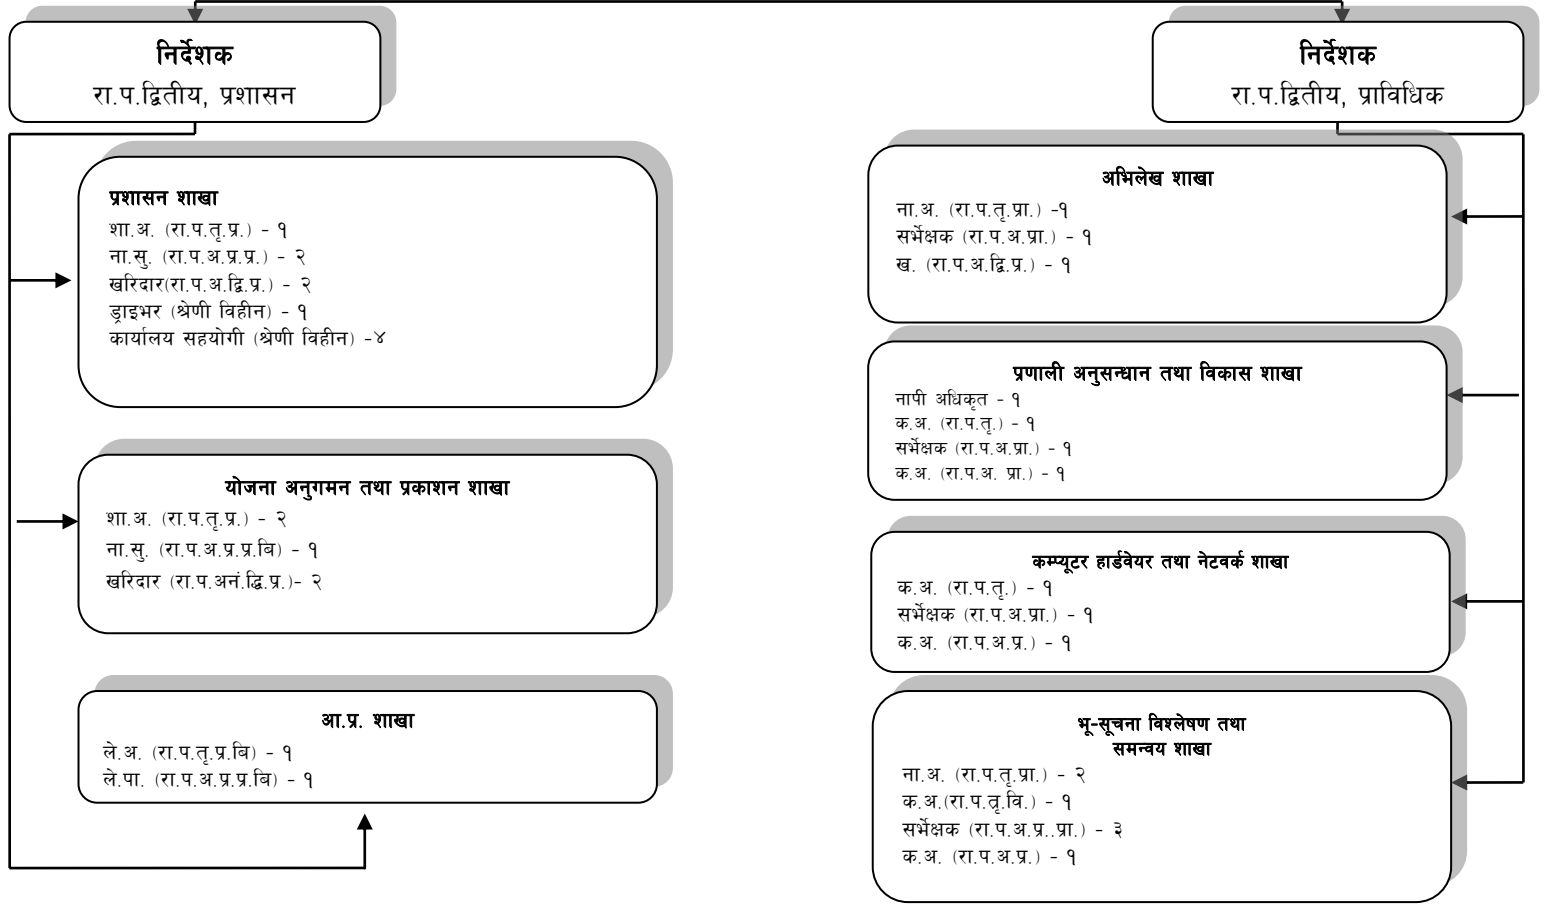 निर्देशक
रा.प.द्वितीय, प्रशासन
प्रशासन शाखा
शा.अ. (रा.प.तृ.प्र.) - १
ना.सु. (रा.प.अ.प्र.प्र.) - २
खरिदार(रा.प.अ.द्वि.प्र.) - २
ड्राइभर (श्रेणी विहीन) - १
कार्यालय सहयोगी (श्रेणी विहीन) -४
योजना अनुगमन तथा प्रकाशन शाखा
शा.अ. (रा.प.तृ.प्र.) - २
ना.सु. (रा.प.अ.प्र.प्र.बि) - १
खरिदार (रा.प.अनं.द्धि.प्र.)- २
आ.प्र. शाखा
ले.अ. (रा.प.तृ.प्र.बि) - १
ले.पा. (रा.प.अ.प्र.प्र.बि) - १
निर्देशक
रा.प.द्वितीय, प्राविधिक
अभिलेख शाखा
ना.अ. (रा.प.तृ.प्रा.) -१
सर्भेक्षक (रा.प.अ.प्रा.) - १
ख. (रा.प.अ.द्वि.प्र.) - १
प्रणाली अनुसन्धान तथा विकास शाखा
नापी अधिकृत - १
क.अ. (रा.प.तृ.) - १
सर्भेक्षक (रा.प.अ.प्रा.) - १
क.अ. (रा.प.अ. प्रा.) - १
कम्प्यूटर हार्डवेयर तथा नेटवर्क शाखा
क.अ. (रा.प.तृ.) - १
सर्भेक्षक (रा.प.अ.प्रा.) - १
क.अ. (रा.प.अ.प्र.) - १
भू-सूचना विश्लेषण तथा
समन्वय शाखा
ना.अ. (रा.प.तृ.प्रा.) - २
क.अ.(रा.प.तृ.वि.) - १
सर्भेक्षक (रा.प.अ.प्र..प्रा.) - ३
क.अ. (रा.प.अ.प्र.) - १